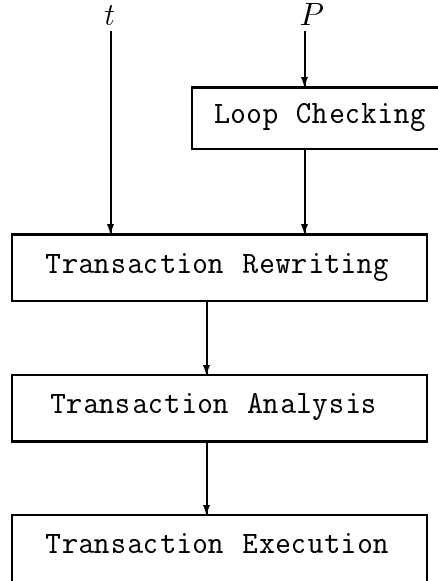 t
P
Loop Checking
Transaction Rewriting
Transaction Analysis
Transaction Execution